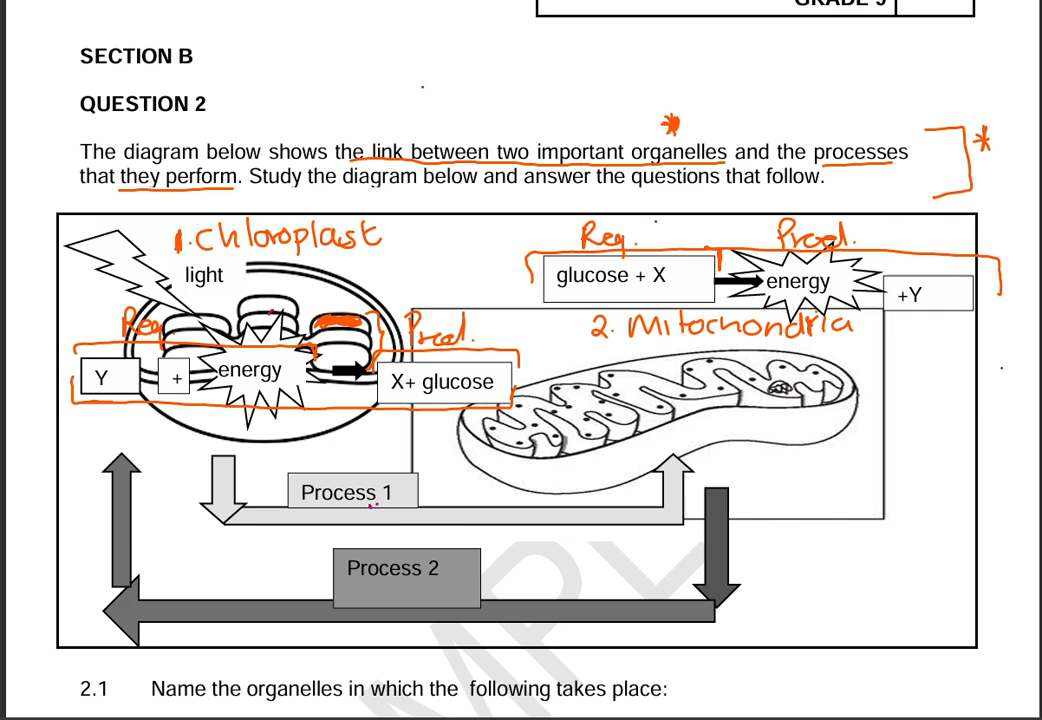 GRADE 9
SECTION B
QUESTION 2
The diagram below shows the link between two important organelles and the processes
that they perform. Study the diagram below and answer the questions that follow.
1. Chloroplast
light
Req.
Prod.
glucose + X
energy
+Y
Req
Prod.
2. Mitochondria
Y
+
energy
X+ glucose
Process 1
Process 2
2.1 Name the organelles in which the following takes place: